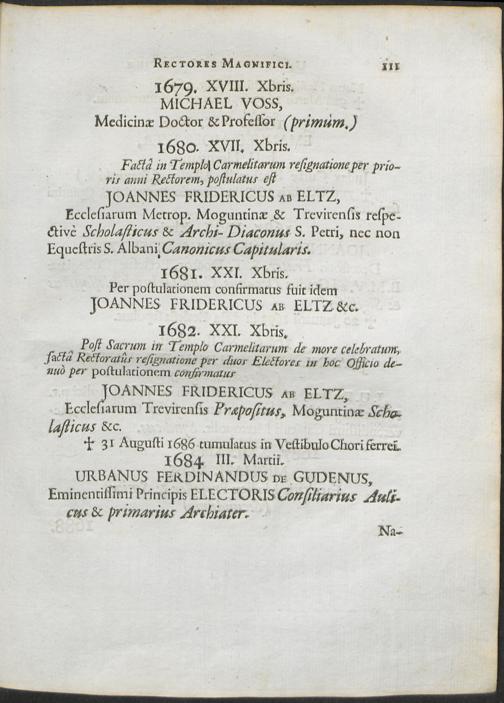 RECTORES MAGNIFICI. III
1679. XVIII. Xbris.
MICHAEL VOSS,
Medicinæ Doctor & Professor (primùm.)
1680. XVII. Xbris.
Factâ in Templo Carmelitarum resignatione per prio-
ris anni Rectorem, postulatus est
JOANNES FRIDERICUS AB ELTZ,
Ecclesiarum Metrop. Moguntinæ & Trevirensis respe-
ctivè Scholasticus & Archi-Diaconus S. Petri, nec non
Equestris S. Albani Canonicus Capitularis.
1681. XXI. Xbris.
Per postulationem confirmatus fuit idem
JOANNES FRIDERICUS AB ELTZ &c.
1682. XXI. Xbris.
Post Sacrum in Templo Carmelitarum de more celebratum,
factâ Rectoratûs resignatione per duos Electores in hoc Officio de-
nuò per postulationem confirmatus
JOANNES FRIDERICUS AB ELTZ,
Ecclesiarum Trevirensis Præpositus, Moguntinæ Scho-
lasticus &c.
† 31 Augusti 1686 tumulatus in Vestibulo Chori ferrei.
1684 III. Martii.
URBANUS FERDINANDUS DE GUDENUS,
Eminentissimi Principis ELECTORIS Consiliarius Auli-
cus & primarius Archiater.
Na-